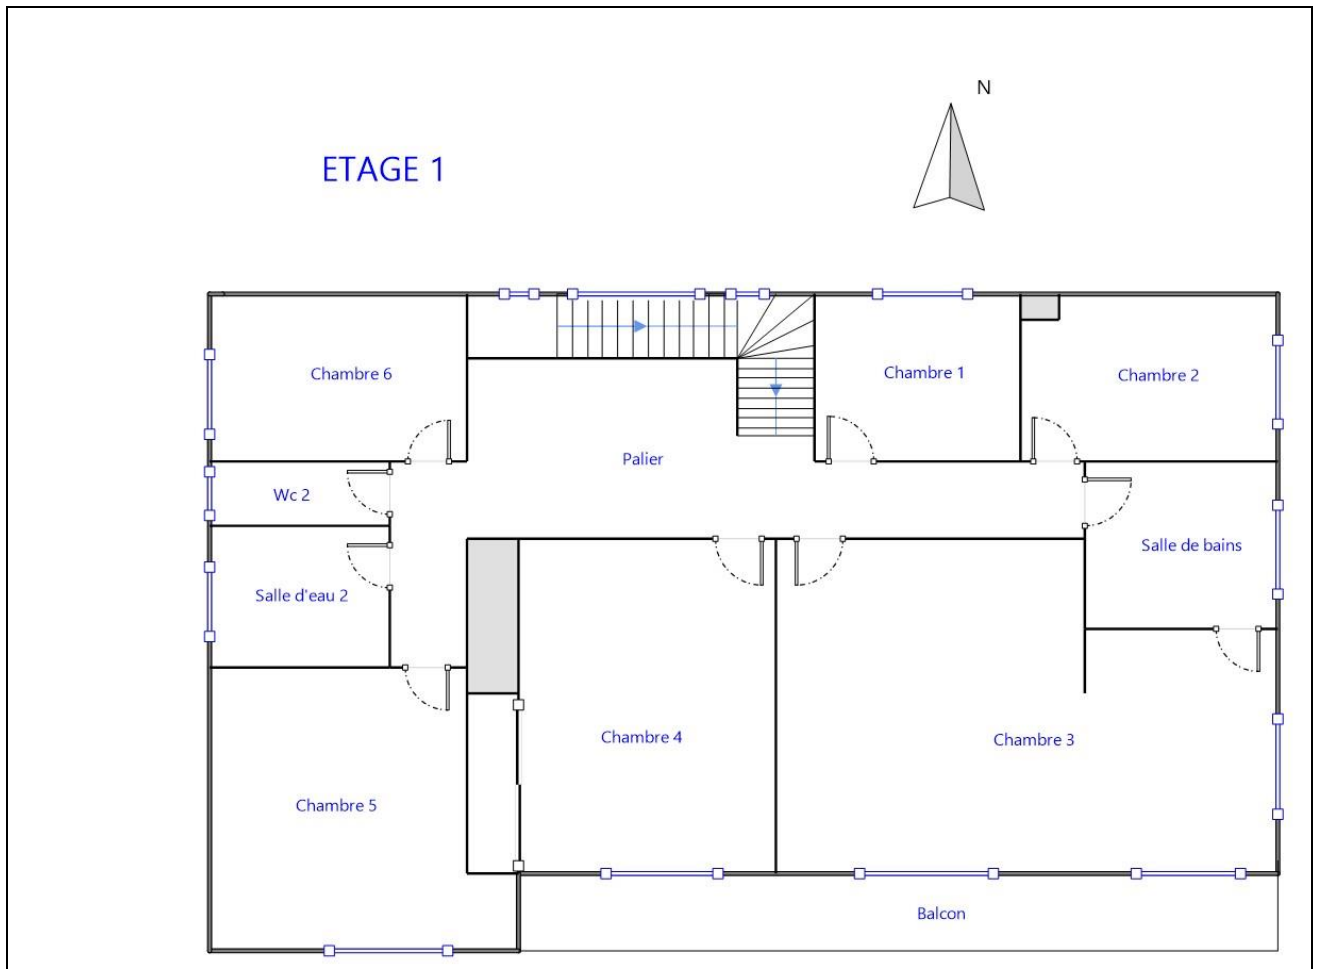 N
ETAGE 1
Chambre 6
Chambre 1
Chambre 2
Palier
Wc 2
Salle de bains
Salle d'eau 2
Chambre 4
Chambre 3
Chambre 5
Balcon